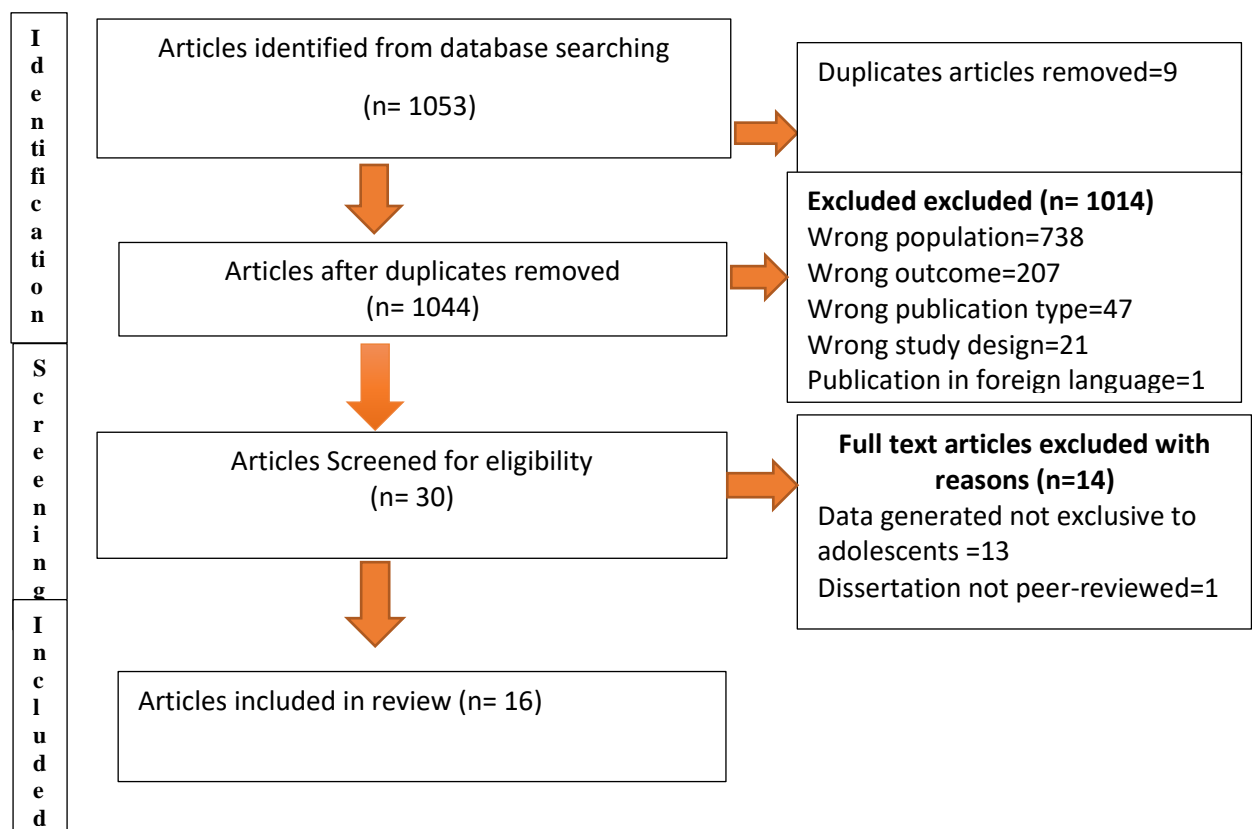 Identification
Articles identified from database searching
(n= 1053)
Duplicates articles removed=9
Articles after duplicates removed
(n= 1044)
Excluded excluded (n= 1014)
Wrong population=738
Wrong outcome=207
Wrong publication type=47
Wrong study design=21
Publication in foreign language=1
Screening
Articles Screened for eligibility
(n= 30)
Full text articles excluded with
reasons (n=14)
Data generated not exclusive to
adolescents =13
Dissertation not peer-reviewed=1
Included
Articles included in review (n= 16)